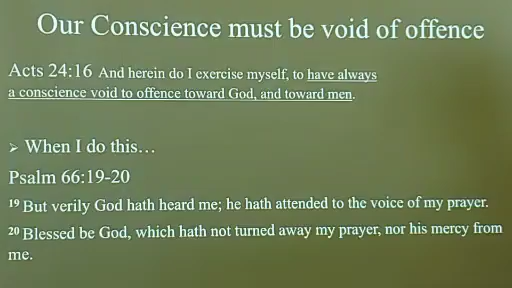 Our Conscience must be void of offence
Acts 24:16 And herein do I exercise myself, to have always
a conscience void to offence toward God, and toward men.
➢ When I do this…
Psalm 66:19-20
19 But verily God hath heard me; he hath attended to the voice of my prayer.
20 Blessed be God, which hath not turned away my prayer, nor his mercy from
me.